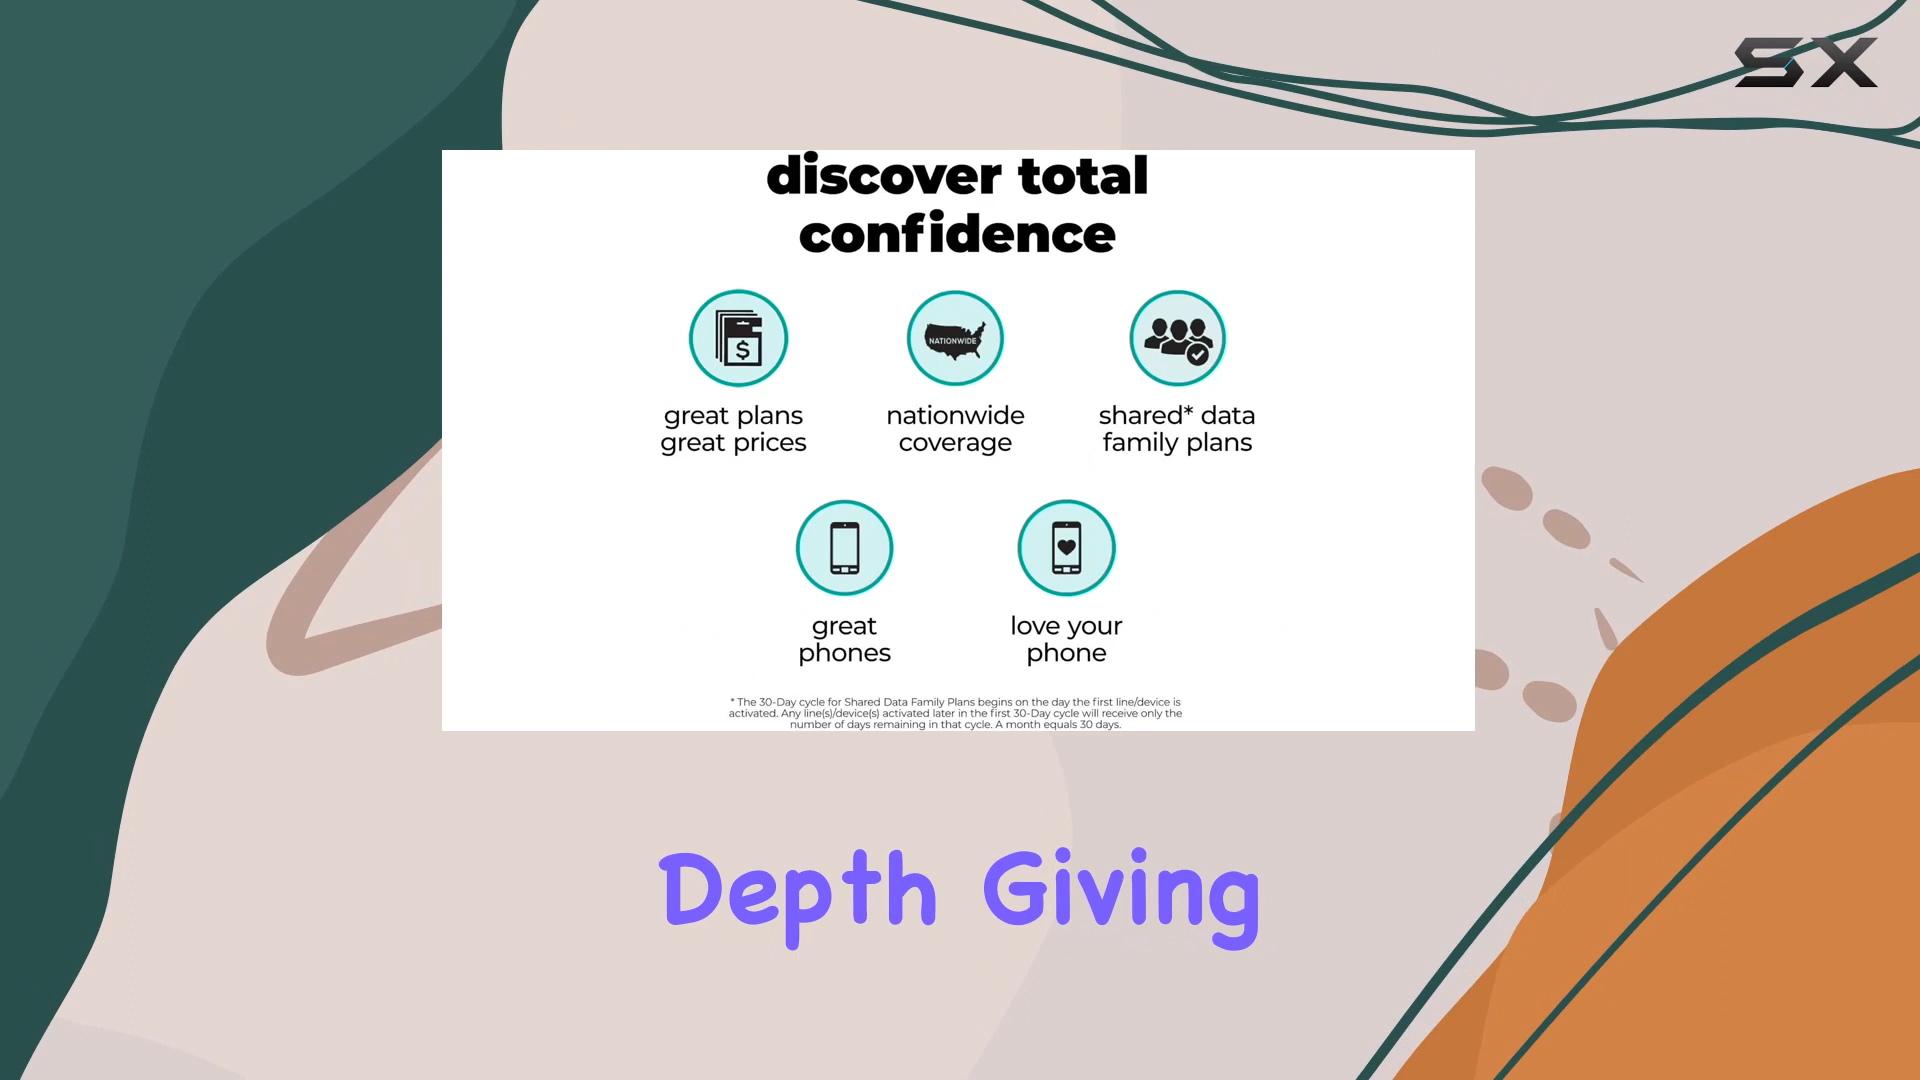 SX
discover total
confidence
NATIONWIDE
great plans
great prices
nationwide
coverage
shared* data
family plans
great
phones
love your
phone
* The 30-Day cycle for Shared Data Family Plans begins on the day the first line/device is
activated. Any line(s)/device(s) activated later in the first 30-Day cycle will receive only the
number of days remaining in that cycle. A month equals 30 days.
Depth Giving